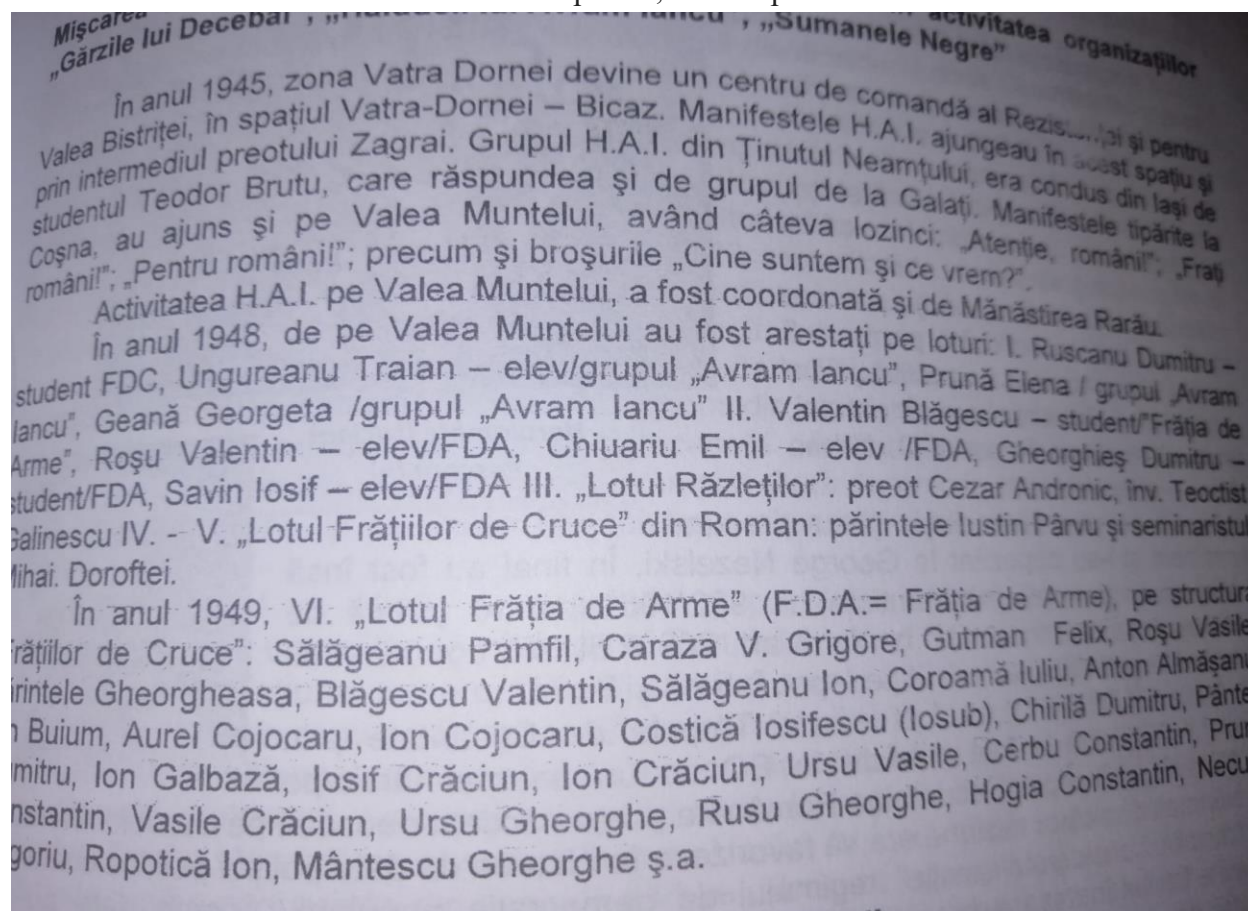 Mişcarea activitatea organizaţiilor
„Gărzile lui Decebal”, Iancu”, „Sumanele Negre”
În anul 1945, zona Vatra Dornei devine un centru de comandă al şi pentru
Valea Bistriţei, în spaţiul Vatra-Dornei – Bicaz. Manifestele H.A.I. ajungeau în acest spaţiu şi
prin intermediul preotului Zagrai. Grupul H.A.I. din Ţinutul Neamţului, era condus din Iaşi de
studentul Teodor Brutu, care răspundea şi de grupul de la Galaţi. Manifestele tipărite la
Coşna, au ajuns şi pe Valea Muntelui, având câteva lozinci: „Atenţie, români!”; „Fraţi
români!”; „Pentru români!”; precum şi broşurile „Cine suntem şi ce vrem?”.
Activitatea H.A.I. pe Valea Muntelui, a fost coordonată şi de Mănăstirea Rarău.
În anul 1948, de pe Valea Muntelui au fost arestaţi pe loturi: I. Ruscanu Dumitru –
student FDC, Ungureanu Traian – elev/grupul „Avram Iancu”, Prună Elena / grupul „Avram
Iancu”, Geană Georgeta /grupul „Avram Iancu” II. Valentin Blăgescu – student/”Frăţia de
Arme”, Roşu Valentin – elev/FDA, Chiuariu Emil – elev /FDA, Gheorghieş Dumitru –
student/FDA, Savin Iosif – elev/FDA III. „Lotul Răzleţilor”: preot Cezar Andronic, înv. Teoctist
Galinescu IV. - V. „Lotul Frăţiilor de Cruce” din Roman: părintele Iustin Pârvu şi seminaristul
Mihai. Doroftei.
În anul 1949, VI. „Lotul Frăţia de Arme” (F.D.A.= Frăţia de Arme), pe structura
răţiilor de Cruce”: Sălăgeanu Pamfil, Caraza V. Grigore, Gutman Felix, Roşu Vasile
rintele Gheorgheasa, Blăgescu Valentin, Sălăgeanu Ion, Coroamă Iuliu, Anton Almăşanu
Buium, Aurel Cojocaru, Ion Cojocaru, Costică Iosifescu (Iosub), Chirilă Dumitru, Pânte
mitru, Ion Galbază, Iosif Crăciun, Ion Crăciun, Ursu Vasile, Cerbu Constantin, Prun
nstantin, Vasile Crăciun, Ursu Gheorghe, Rusu Gheorghe, Hogia Constantin, Necu
goriu, Ropotică Ion, Mântescu Gheorghe ş.a.